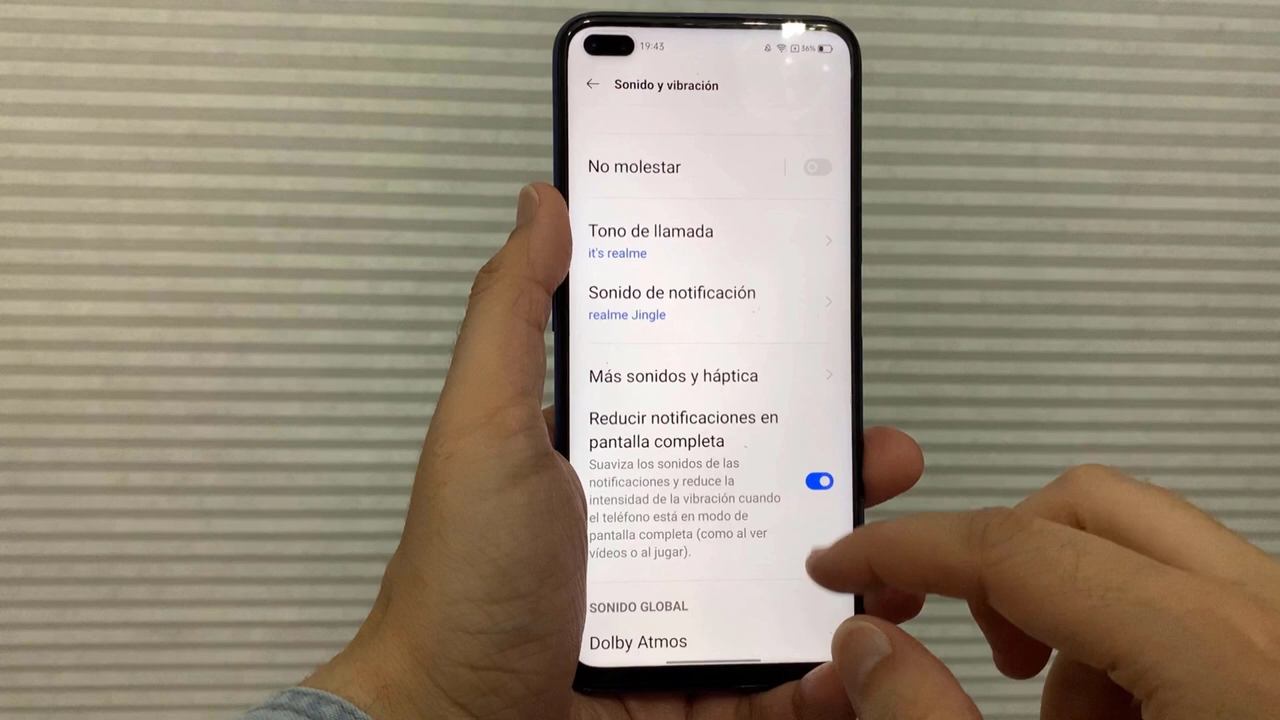 19:43
36%
Sonido y vibración
No molestar
Tono de llamada
it's realme
Sonido de notificación
realme Jingle
Más sonidos y háptica
Reducir notificaciones en
pantalla completa
Suaviza los sonidos de las
notificaciones y reduce la
intensidad de la vibración cuando
el teléfono está en modo de
pantalla completa (como al ver
vídeos o al jugar).
SONIDO GLOBAL
Dolby Atmos